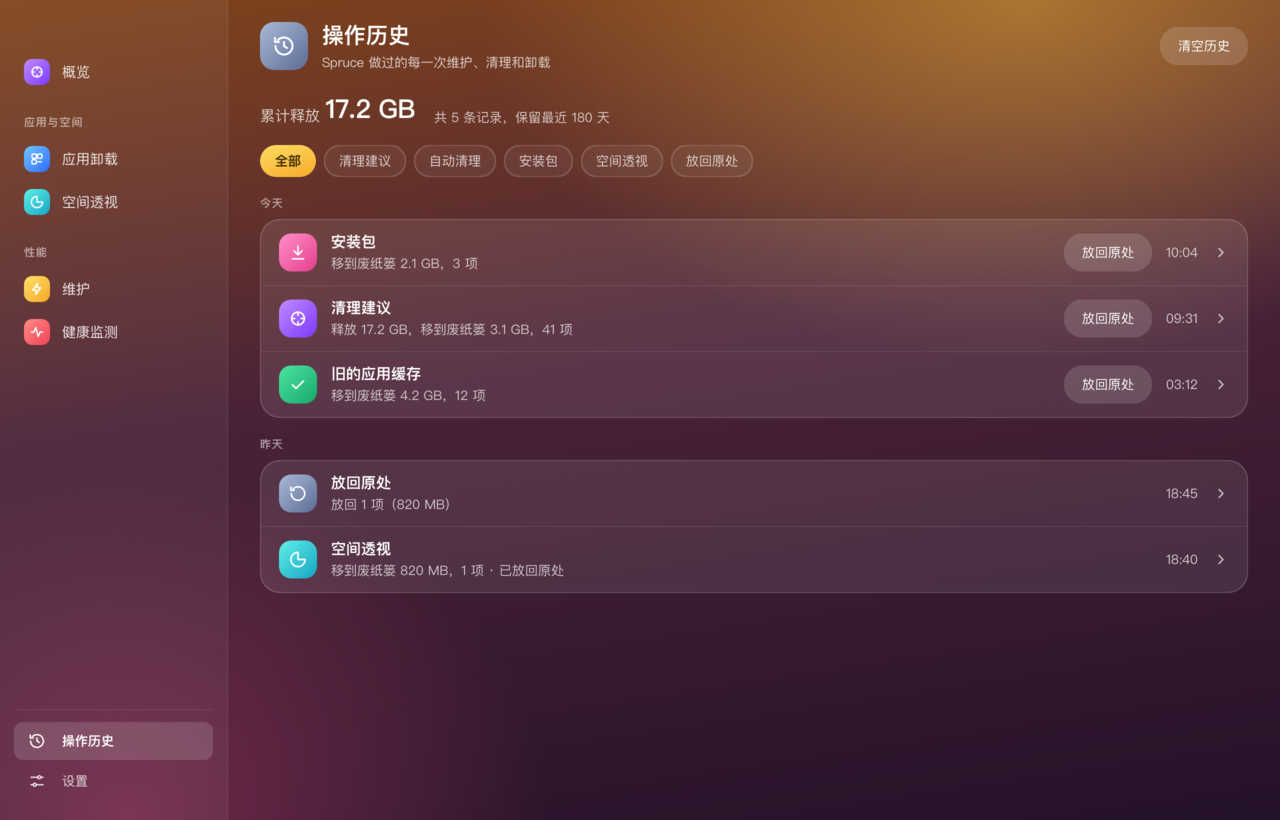 概览
应用与空间
应用卸载
空间透视
性能
维护
健康监测
操作历史
设置
操作历史
Spruce 做过的每一次维护、清理和卸载
清空历史
累计释放 17.2 GB 共 5 条记录，保留最近 180 天
全部 清理建议 自动清理 安装包 空间透视 放回原处
今天
安装包
移到废纸篓 2.1 GB，3 项
放回原处 10:04
清理建议
释放 17.2 GB，移到废纸篓 3.1 GB，41 项
放回原处 09:31
旧的应用缓存
移到废纸篓 4.2 GB，12 项
放回原处 03:12
昨天
放回原处
放回 1 项（820 MB）
18:45
空间透视
移到废纸篓 820 MB，1 项 · 已放回原处
18:40